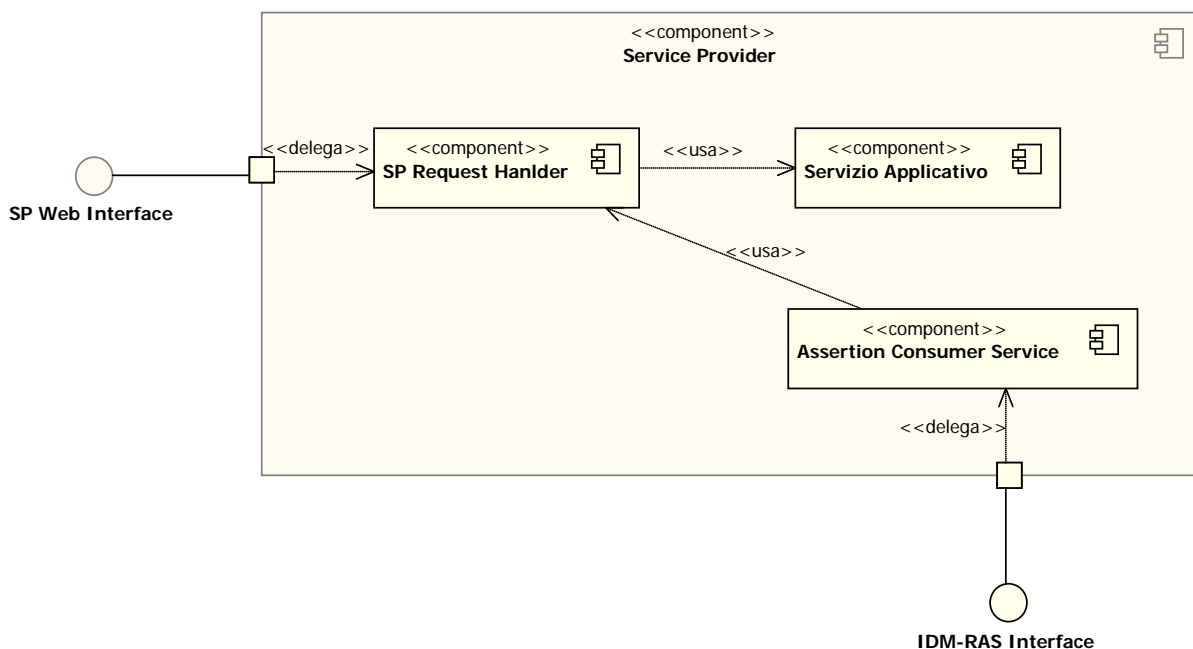 <<component>>
Service Provider
<<delega>>
<<component>>
SP Request Hanlder
<<usa>>
<<component>>
Servizio Applicativo
SP Web Interface
<<usa>>
<<component>>
Assertion Consumer Service
<<delega>>
IDM-RAS Interface